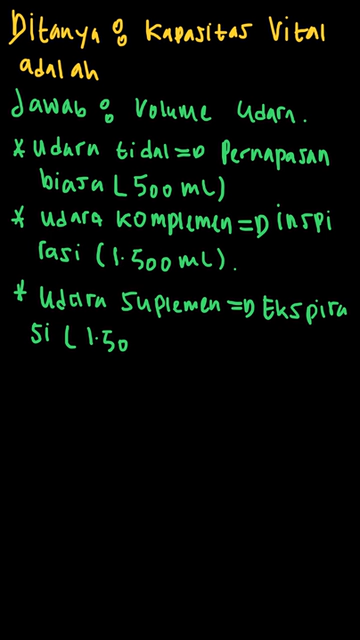 Ditanya : Kapasitas Vital
adalah
Jawab : Volume Udara.
* Udara tidal => Pernapasan
biasa (500 mL)
* Udara Komplemen => inspi
rasi (1.500 mL).
* Udara Suplemen => Ekspira
si ( 1.50